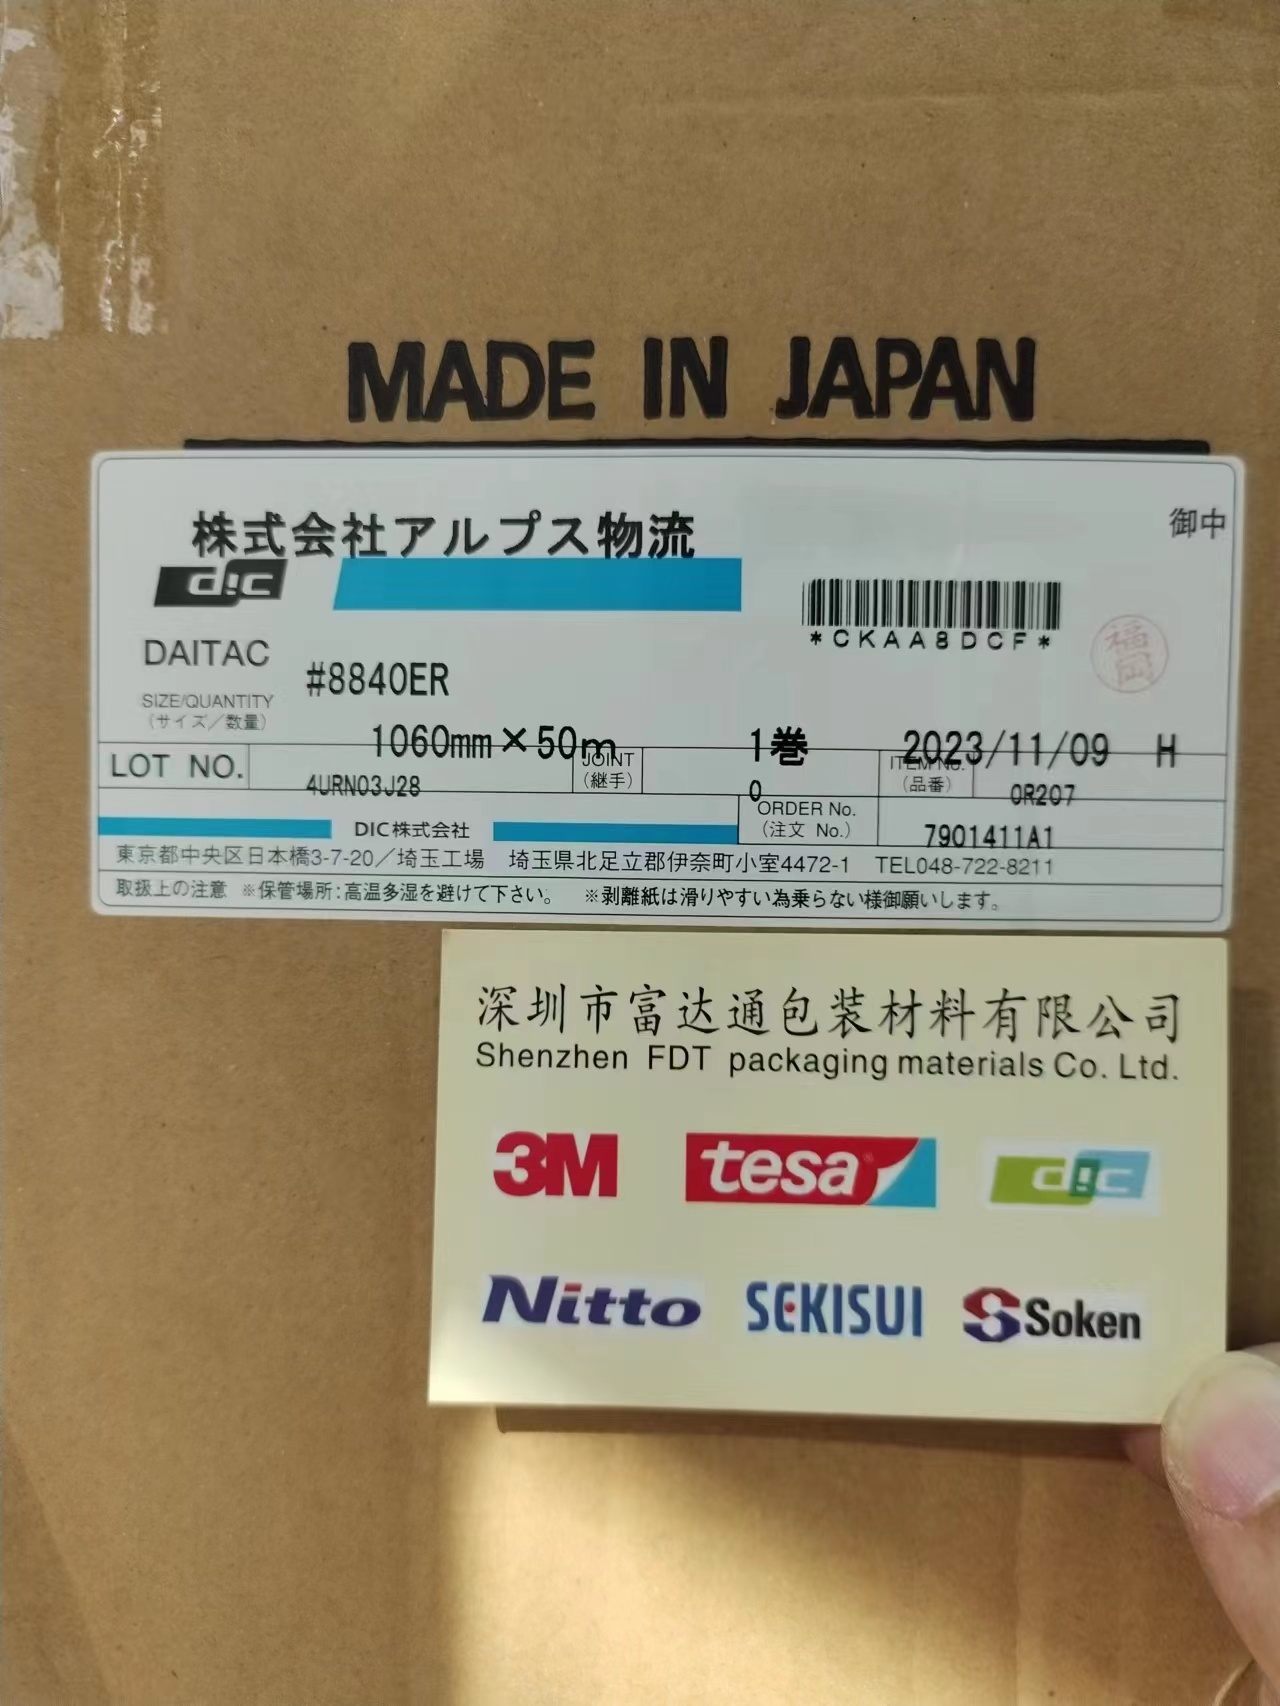 MADE IN JAPAN
株式会社アルプス物流 御中
dic
*CKAA8DCF*
福岡
DAITAC #8840ER
SIZE/QUANTITY
(サイズ/数量)
1060mm×50m 1巻 2023/11/09 H
LOT NO. 4URN03J28 JOINT (継手) 0 ITEM No. (品番) 0R207
DIC株式会社 ORDER No. (注文 No.) 7901411A1
東京都中央区日本橋3-7-20/埼玉工場 埼玉県北足立郡伊奈町小室4472-1 TEL048-722-8211
取扱上の注意 ※保管場所:高温多湿を避けて下さい。 ※剥離紙は滑りやすい為乗らない様御願いします。
深圳市富达通包装材料有限公司
Shenzhen FDT packaging materials Co. Ltd.
3M tesa® dic
Nitto SEKISUI Soken